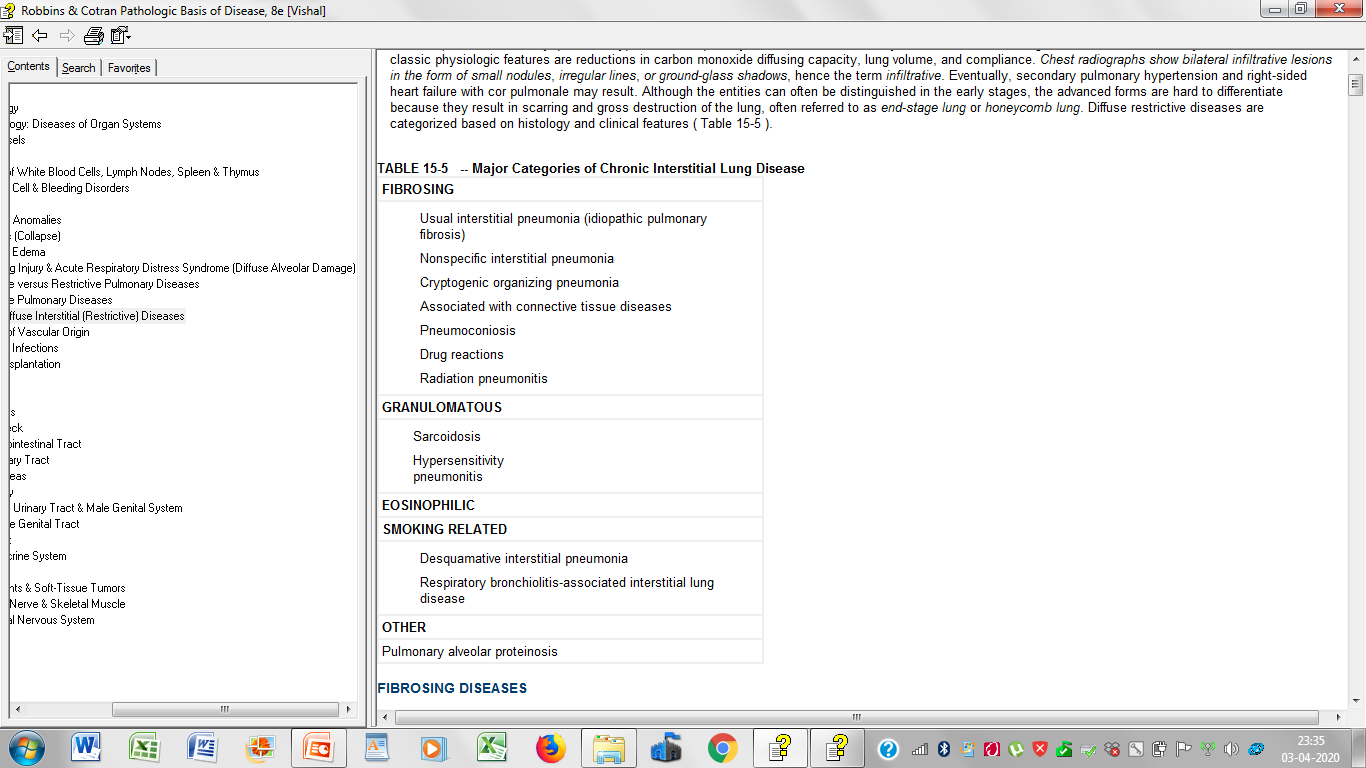 Robbins & Cotran Pathologic Basis of Disease, 8e [Vishal]
Contents
Search
Favorites
gy
ogy: Diseases of Organ Systems
sels
of White Blood Cells, Lymph Nodes, Spleen & Thymus
Cell & Bleeding Disorders
Anomalies
(Collapse)
Edema
g Injury & Acute Respiratory Distress Syndrome (Diffuse Alveolar Damage)
e versus Restrictive Pulmonary Diseases
e Pulmonary Diseases
ffuse Interstitial (Restrictive) Diseases
of Vascular Origin
Infections
splantation
s
eck
ointestinal Tract
ary Tract
eas
y
Urinary Tract & Male Genital System
e Genital Tract
crine System
nts & Soft-Tissue Tumors
Nerve & Skeletal Muscle
al Nervous System
classic physiologic features are reductions in carbon monoxide diffusing capacity, lung volume, and compliance. Chest radiographs show bilateral infiltrative lesions
in the form of small nodules, irregular lines, or ground-glass shadows, hence the term infiltrative. Eventually, secondary pulmonary hypertension and right-sided
heart failure with cor pulmonale may result. Although the entities can often be distinguished in the early stages, the advanced forms are hard to differentiate
because they result in scarring and gross destruction of the lung, often referred to as end-stage lung or honeycomb lung. Diffuse restrictive diseases are
categorized based on histology and clinical features ( Table 15-5 ).
TABLE 15-5 -- Major Categories of Chronic Interstitial Lung Disease
FIBROSING
Usual interstitial pneumonia (idiopathic pulmonary
fibrosis)
Nonspecific interstitial pneumonia
Cryptogenic organizing pneumonia
Associated with connective tissue diseases
Pneumoconiosis
Drug reactions
Radiation pneumonitis
GRANULOMATOUS
Sarcoidosis
Hypersensitivity
pneumonitis
EOSINOPHILIC
SMOKING RELATED
Desquamative interstitial pneumonia
Respiratory bronchiolitis-associated interstitial lung
disease
OTHER
Pulmonary alveolar proteinosis
FIBROSING DISEASES
23:35
03-04-2020